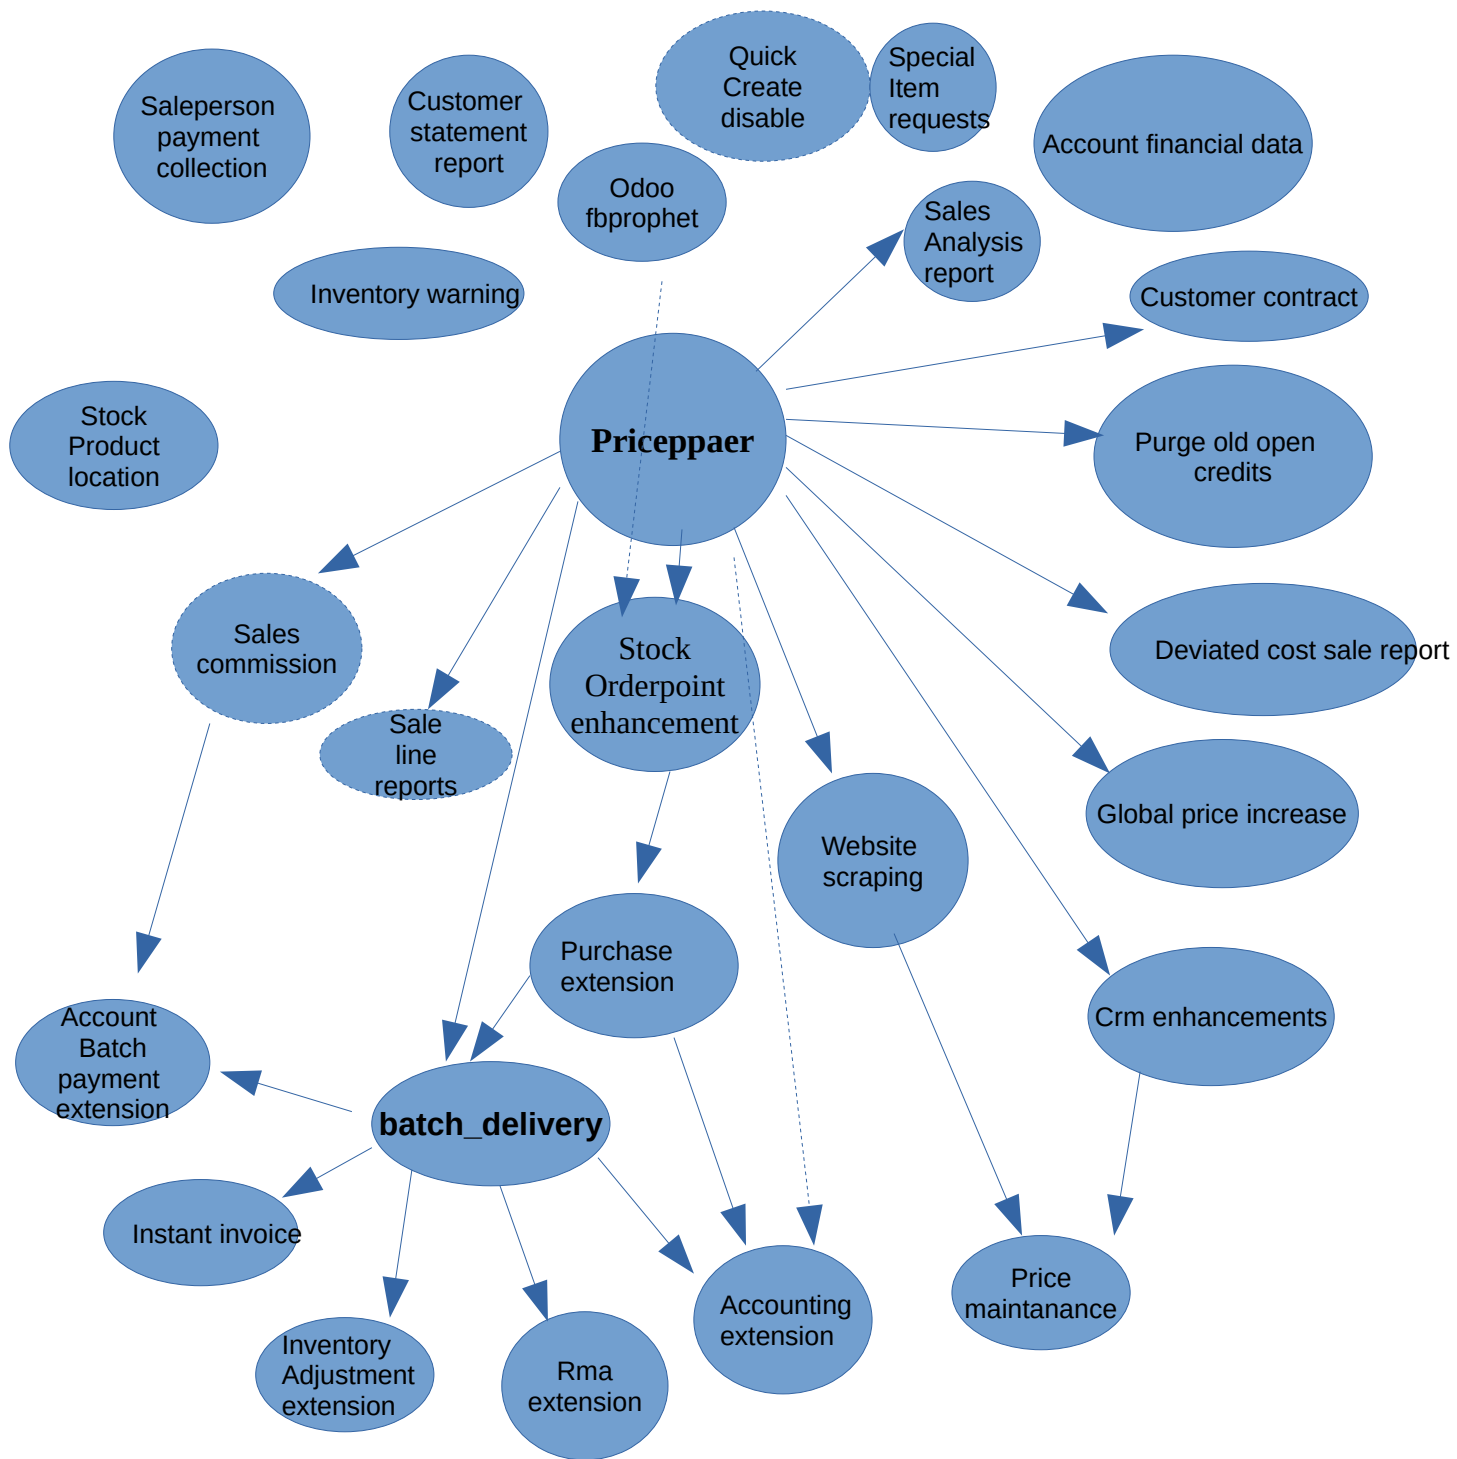 Quick
Create
disable
Special
Item
requests
Saleperson
payment
collection
Customer
statement
report
Account financial data
Odoo
fbprophet
Sales
Analysis
report
Inventory warning
Customer contract
Stock
Product
location
Priceppaer
Purge old open
credits
Sales
commission
Stock
Orderpoint
enhancement
Deviated cost sale report
Sale
line
reports
Global price increase
Website
scraping
Purchase
extension
Crm enhancements
Account
Batch
payment
extension
batch_delivery
Instant invoice
Price
maintanance
Accounting
extension
Inventory
Adjustment
extension
Rma
extension